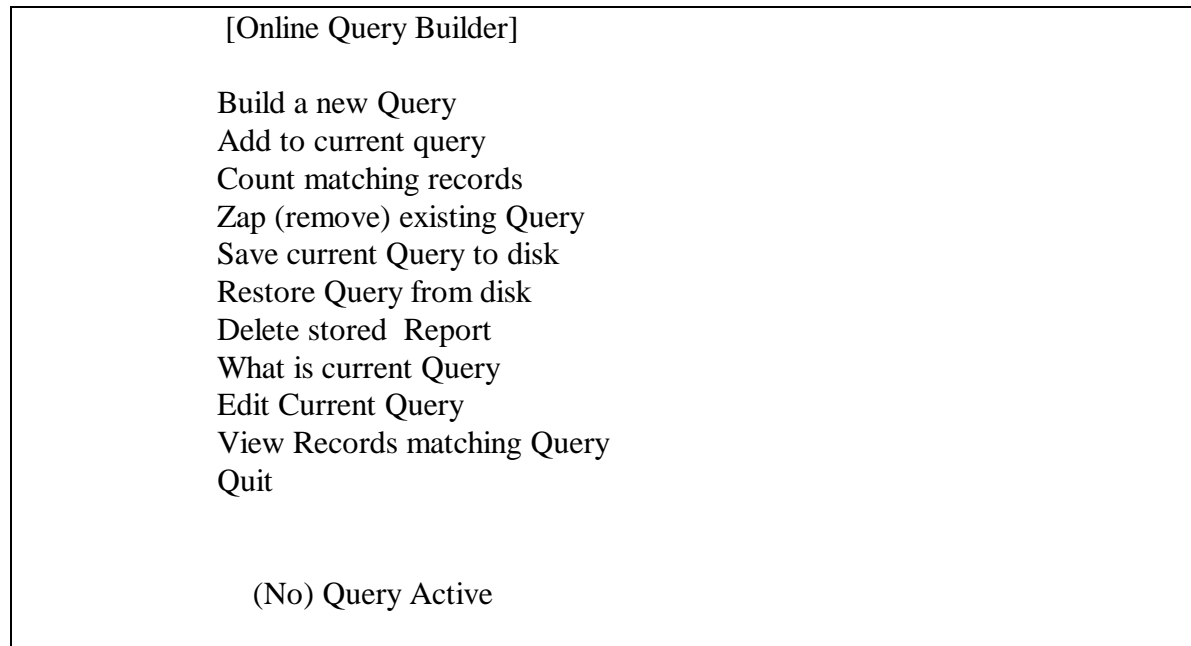 [Online Query Builder]
Build a new Query
Add to current query
Count matching records
Zap (remove) existing Query
Save current Query to disk
Restore Query from disk
Delete stored  Report
What is current Query
Edit Current Query
View Records matching Query
Quit
(No) Query Active